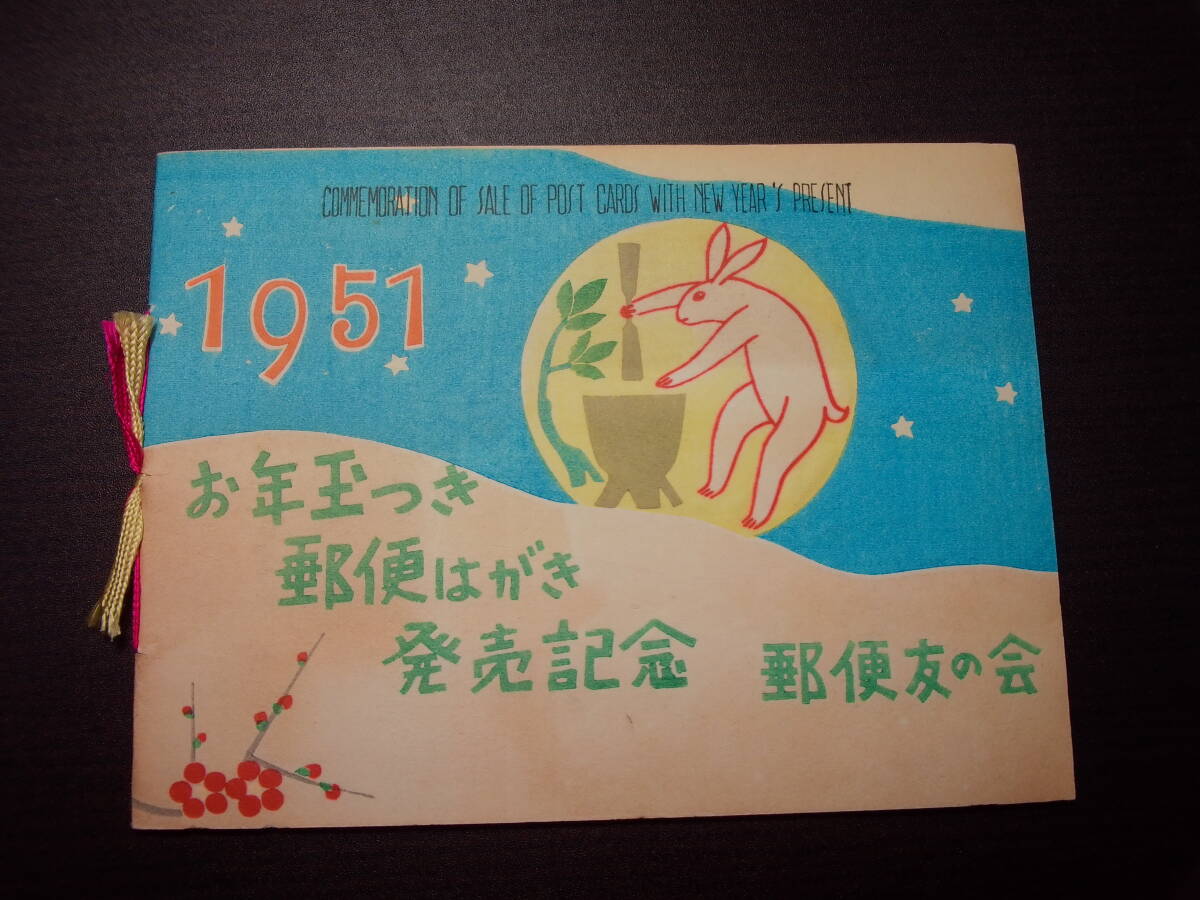 COMMEMORATION OF SALE OF POST CARDS WITH NEW YEAR'S PRESENT
1951
お年玉つき
郵便はがき
発売記念 郵便友の会